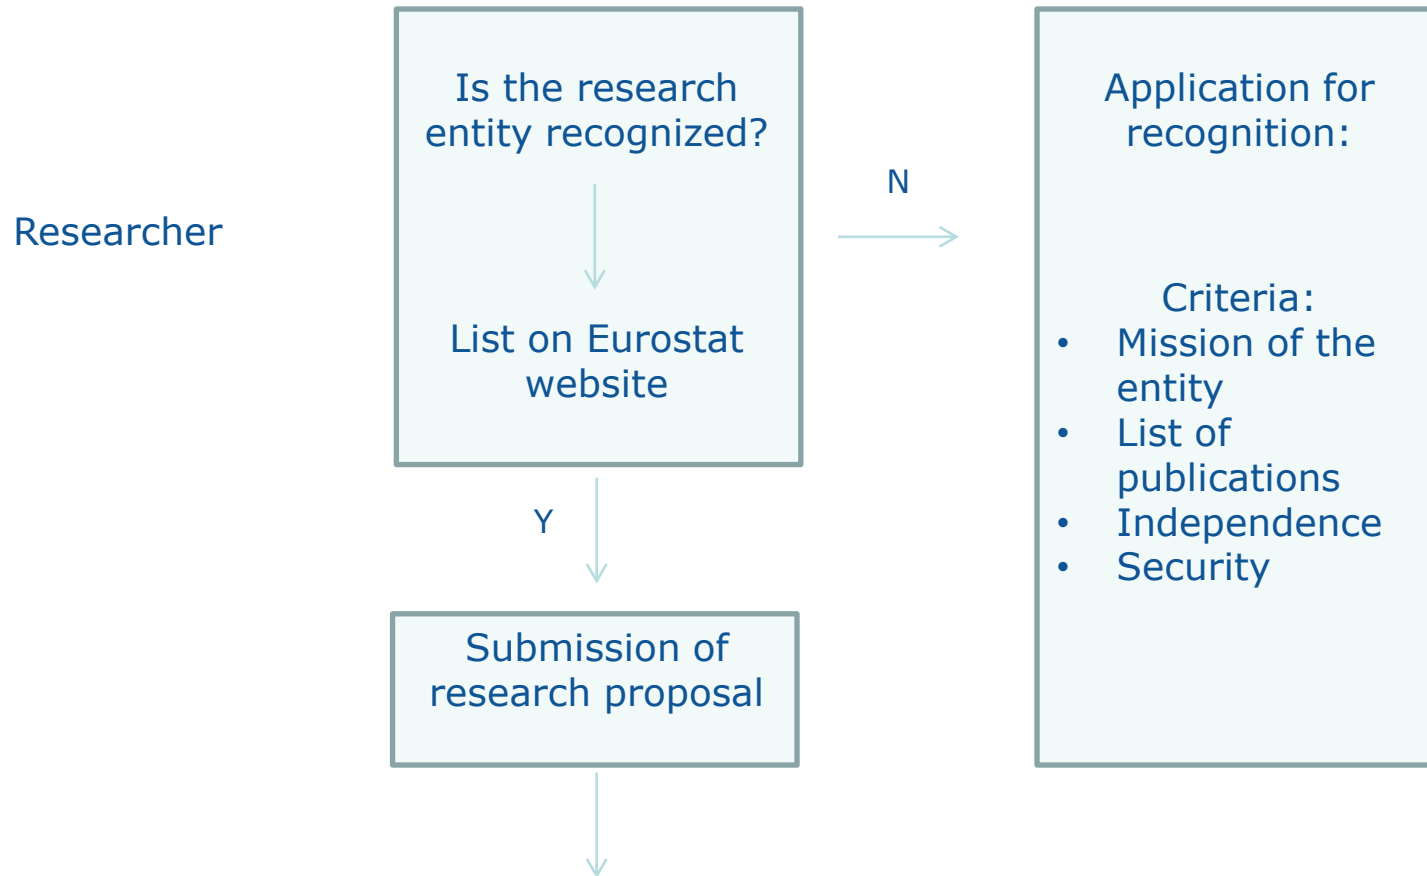 Researcher
Is the research
entity recognized?
List on Eurostat
website
N
Application for
recognition:
Criteria:
• Mission of the
entity
• List of
publications
• Independence
• Security
Y
Submission of
research proposal